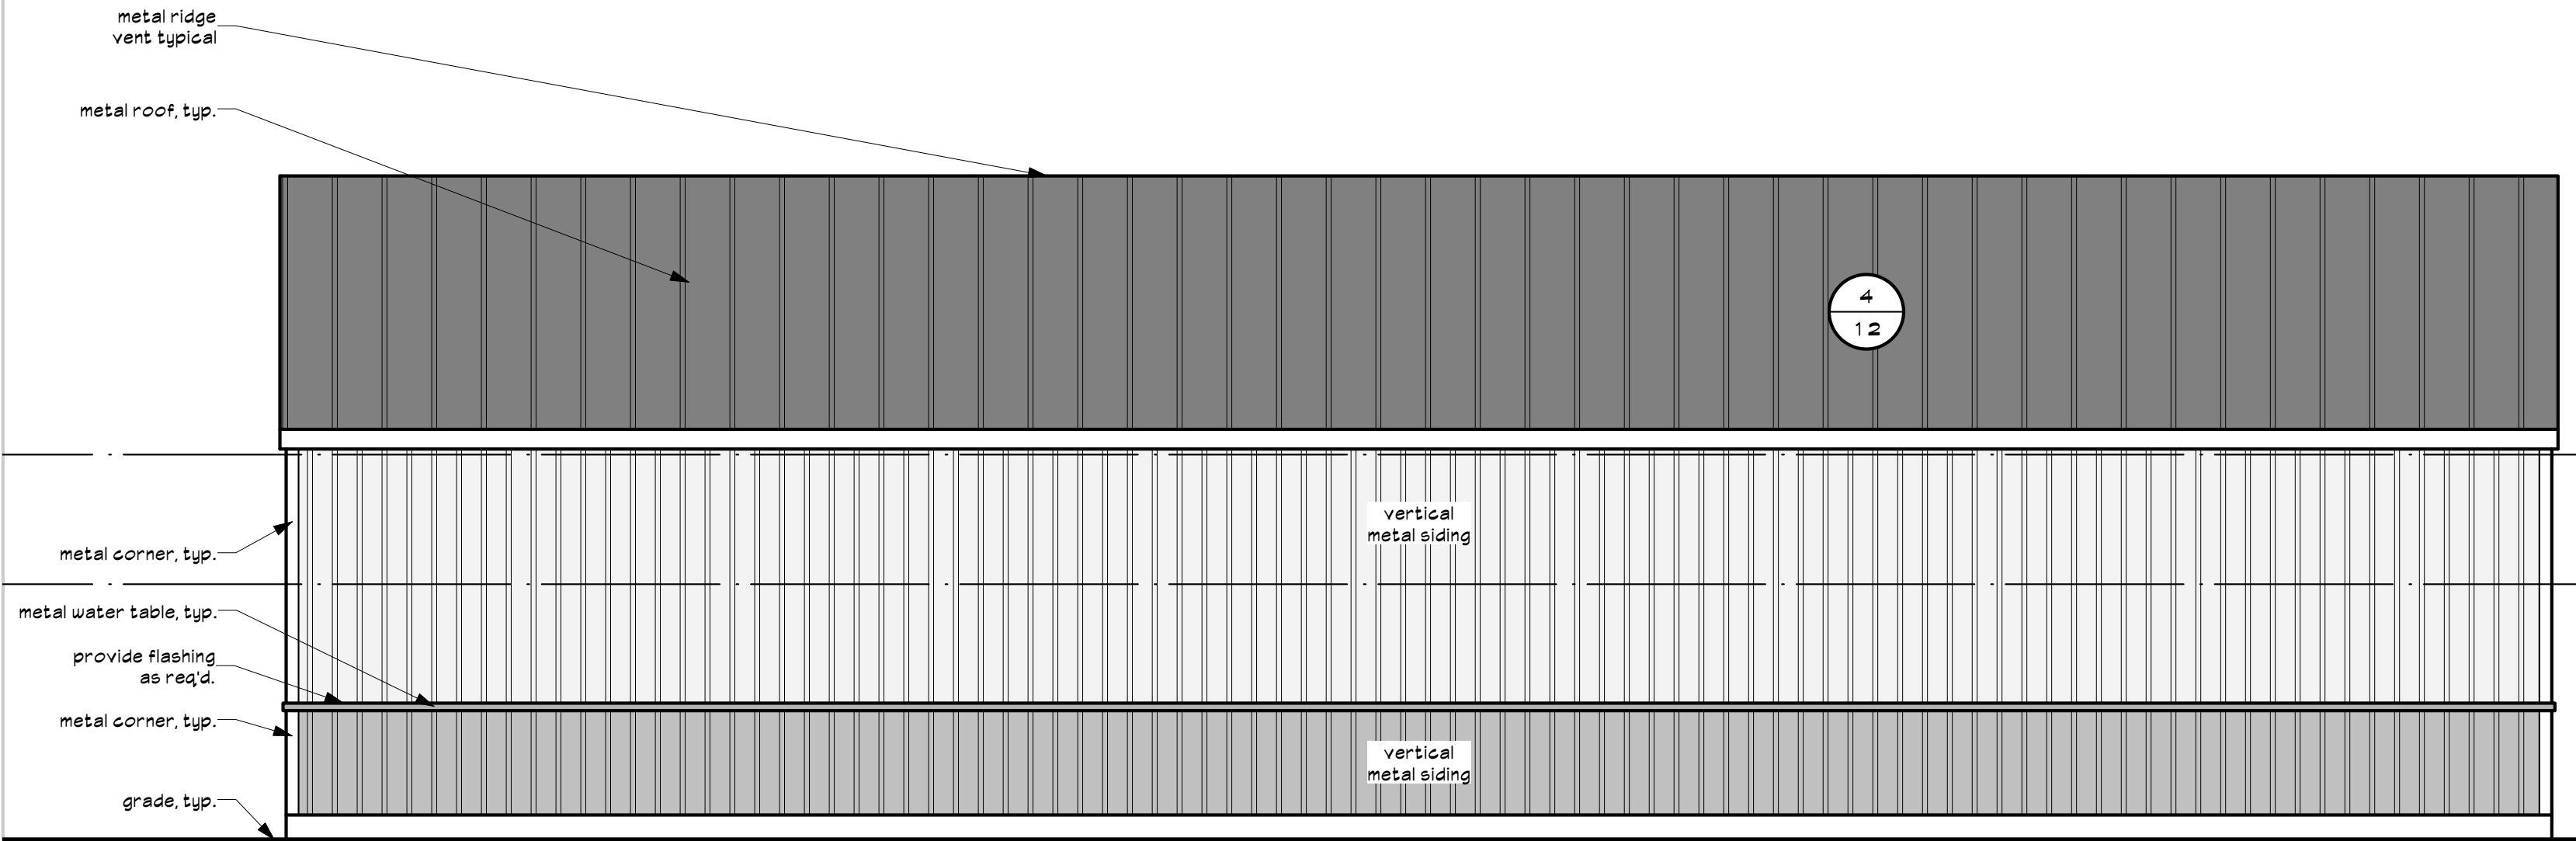 metal ridge
vent typical
metal roof, typ.
4
12
vertical
metal siding
metal corner, typ.
metal water table, typ.
provide flashing
as req'd.
metal corner, typ.
vertical
metal siding
grade, typ.